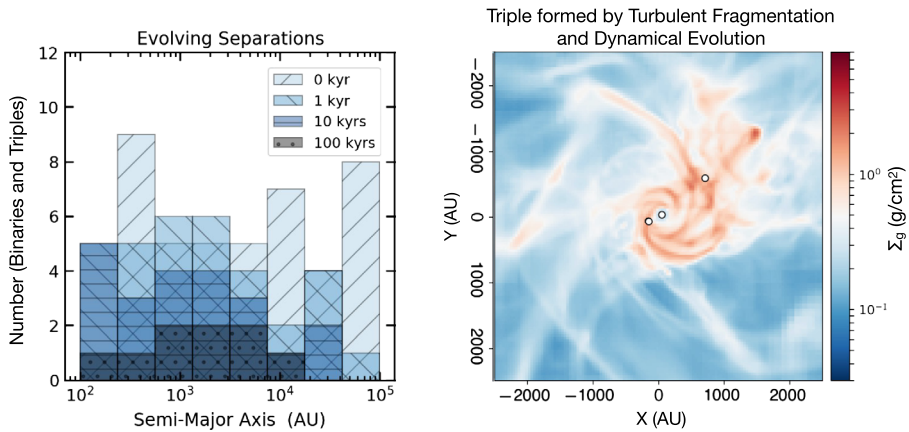 Evolving Separations
12
10
8
6
4
2
0
Number (Binaries and Triples)
0 kyr
1 kyr
10 kyrs
100 kyrs
10² 10³ 10⁴ 10⁵
Semi-Major Axis (AU)
Triple formed by Turbulent Fragmentation
and Dynamical Evolution
−2000
−1000
0
1000
2000
Y (AU)
−2000 −1000 0 1000 2000
X (AU)
10⁰
10⁻¹
Σg (g/cm²)